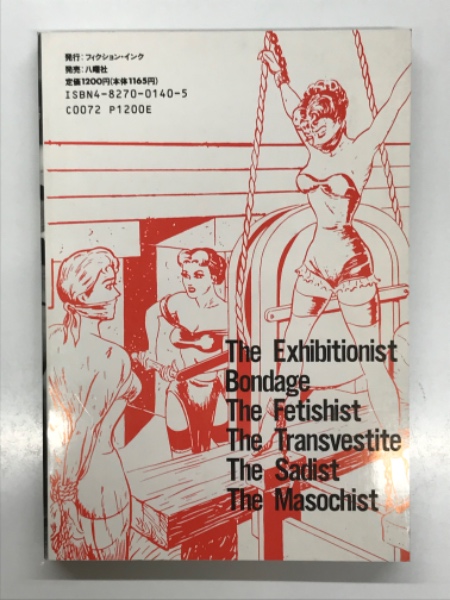 発行:フィクション・インク
発売:八曜社
定価1200円(本体1165円)
ISBN4-8270-0140-5
C0072 P1200E
The Exhibitionist
Bondage
The Fetishist
The Transvestite
The Sadist
The Masochist